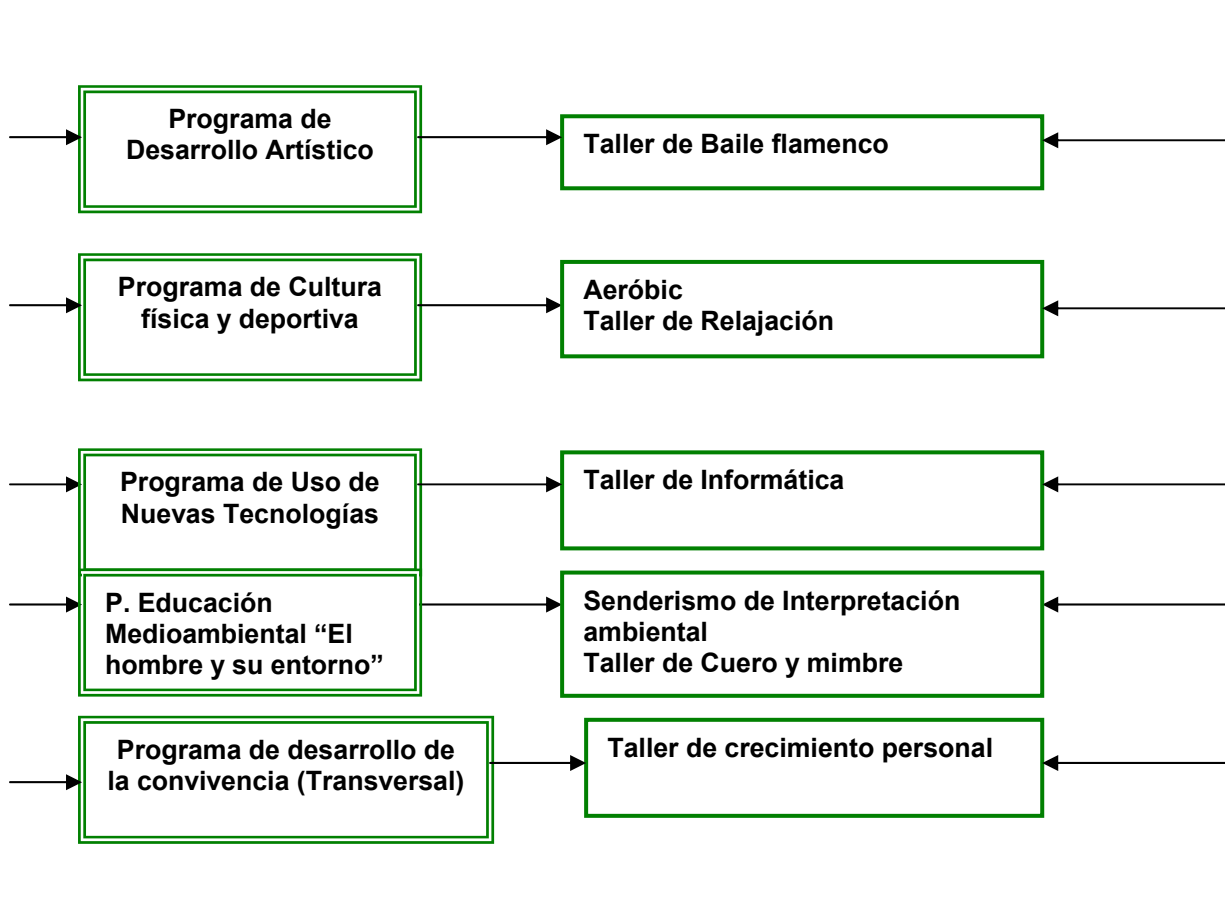 Programa de
Desarrollo Artístico
Taller de Baile flamenco
Programa de Cultura
física y deportiva
Aeróbic
Taller de Relajación
Programa de Uso de
Nuevas Tecnologías
Taller de Informática
P. Educación
Medioambiental “El
hombre y su entorno”
Senderismo de Interpretación
ambiental
Taller de Cuero y mimbre
Programa de desarrollo de
la convivencia (Transversal)
Taller de crecimiento personal